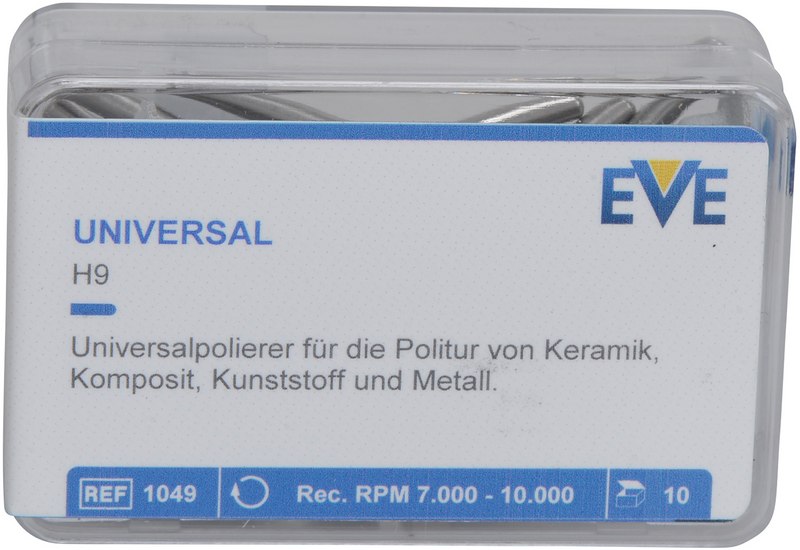 EVE
UNIVERSAL
H9
Universalpolierer für die Politur von Keramik,
Komposit, Kunststoff und Metall.
REF 1049 Rec. RPM 7.000 - 10.000 10